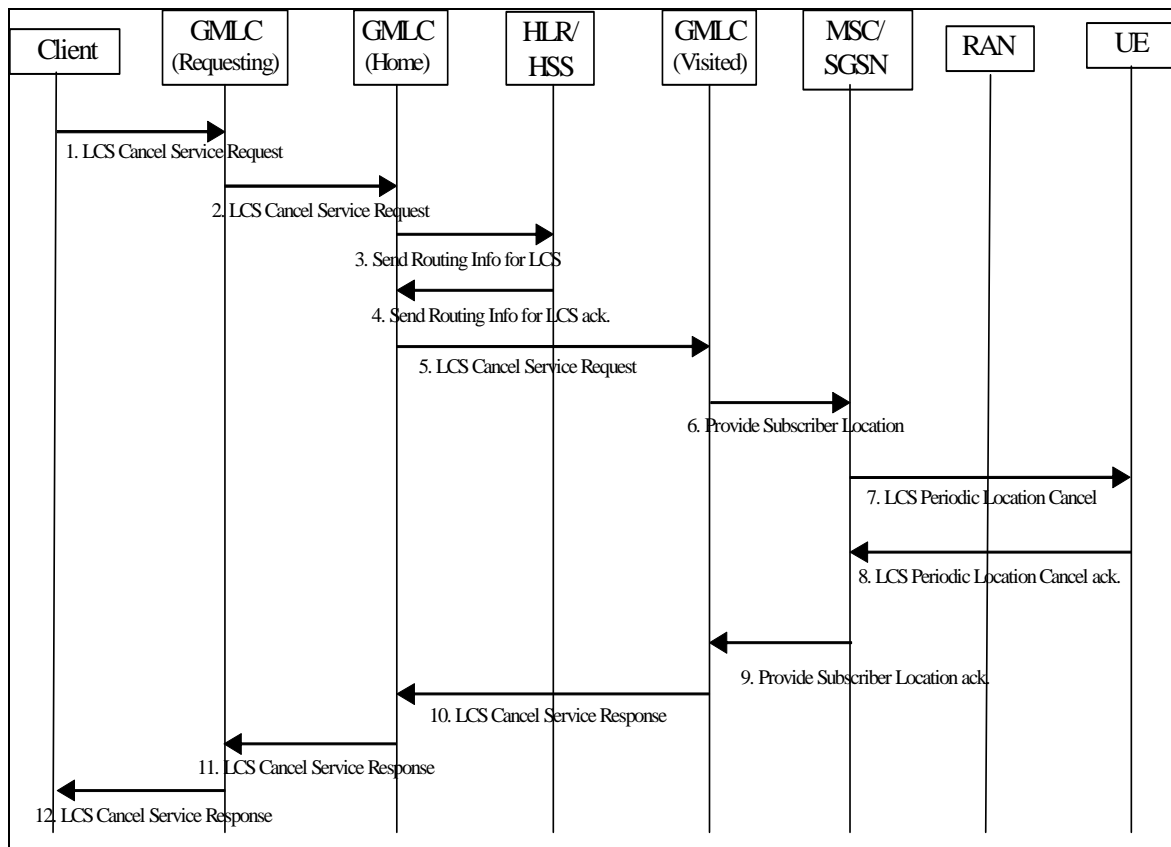 Client
GMLC
(Requesting)
GMLC
(Home)
HLR/
HSS
GMLC
(Visited)
MSC/
SGSN
RAN
UE
1. LCS Cancel Service Request
2. LCS Cancel Service Request
3. Send Routing Info for LCS
4. Send Routing Info for LCS ack.
5. LCS Cancel Service Request
6. Provide Subscriber Location
7. LCS Periodic Location Cancel
8. LCS Periodic Location Cancel ack.
9. Provide Subscriber Location ack.
10. LCS Cancel Service Response
11. LCS Cancel Service Response
12. LCS Cancel Service Response